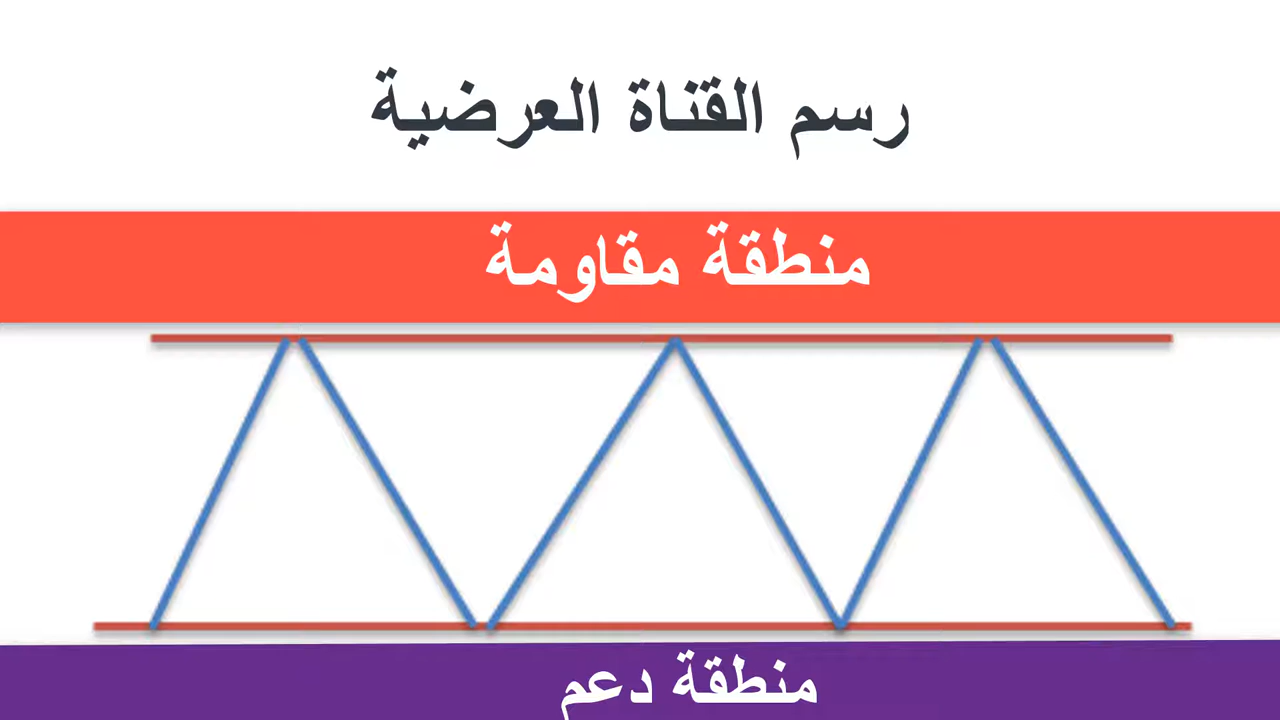 رسم القناة العرضية
منطقة مقاومة
منطقة دعم